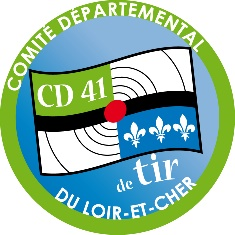 COMITÉ DÉPARTEMENTAL
CD 41
de tir
DU LOIR-ET-CHER